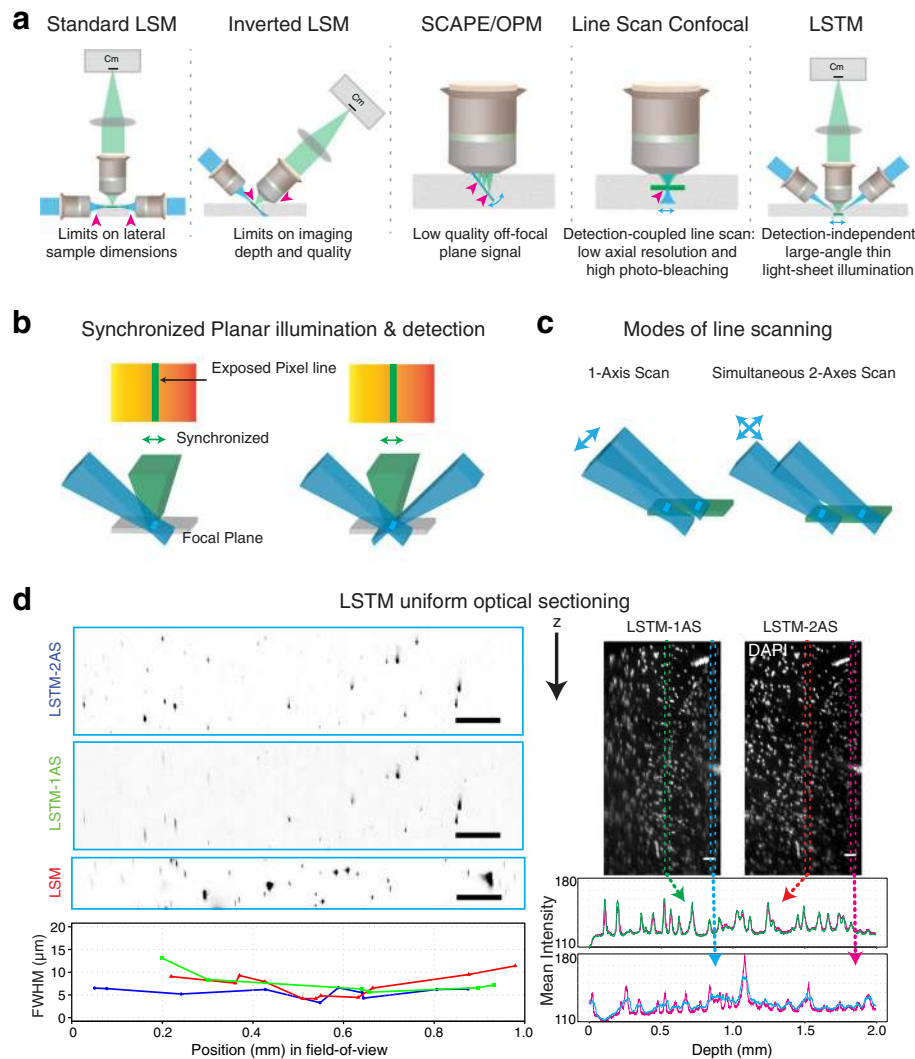 a
Standard LSM
Inverted LSM
SCAPE/OPM
Line Scan Confocal
LSTM
Cm
Cm
Cm
Limits on lateral
sample dimensions
Limits on imaging
depth and quality
Low quality off-focal
plane signal
Detection-coupled line scan:
low axial resolution and
high photo-bleaching
Detection-independent
large-angle thin
light-sheet illumination
b
Synchronized Planar illumination & detection
Exposed Pixel line
Synchronized
Focal Plane
c
Modes of line scanning
1-Axis Scan
Simultaneous 2-Axes Scan
d
LSTM uniform optical sectioning
LSTM-2AS
LSTM-1AS
LSM
FWHM (μm)
20
15
10
5
0
0
0.2
0.4
0.6
0.8
1.0
Position (mm) in field-of-view
z
LSTM-1AS
LSTM-2AS
DAPI
Mean Intensity
180
110
180
110
0
0.5
1.0
1.5
2.0
Depth (mm)